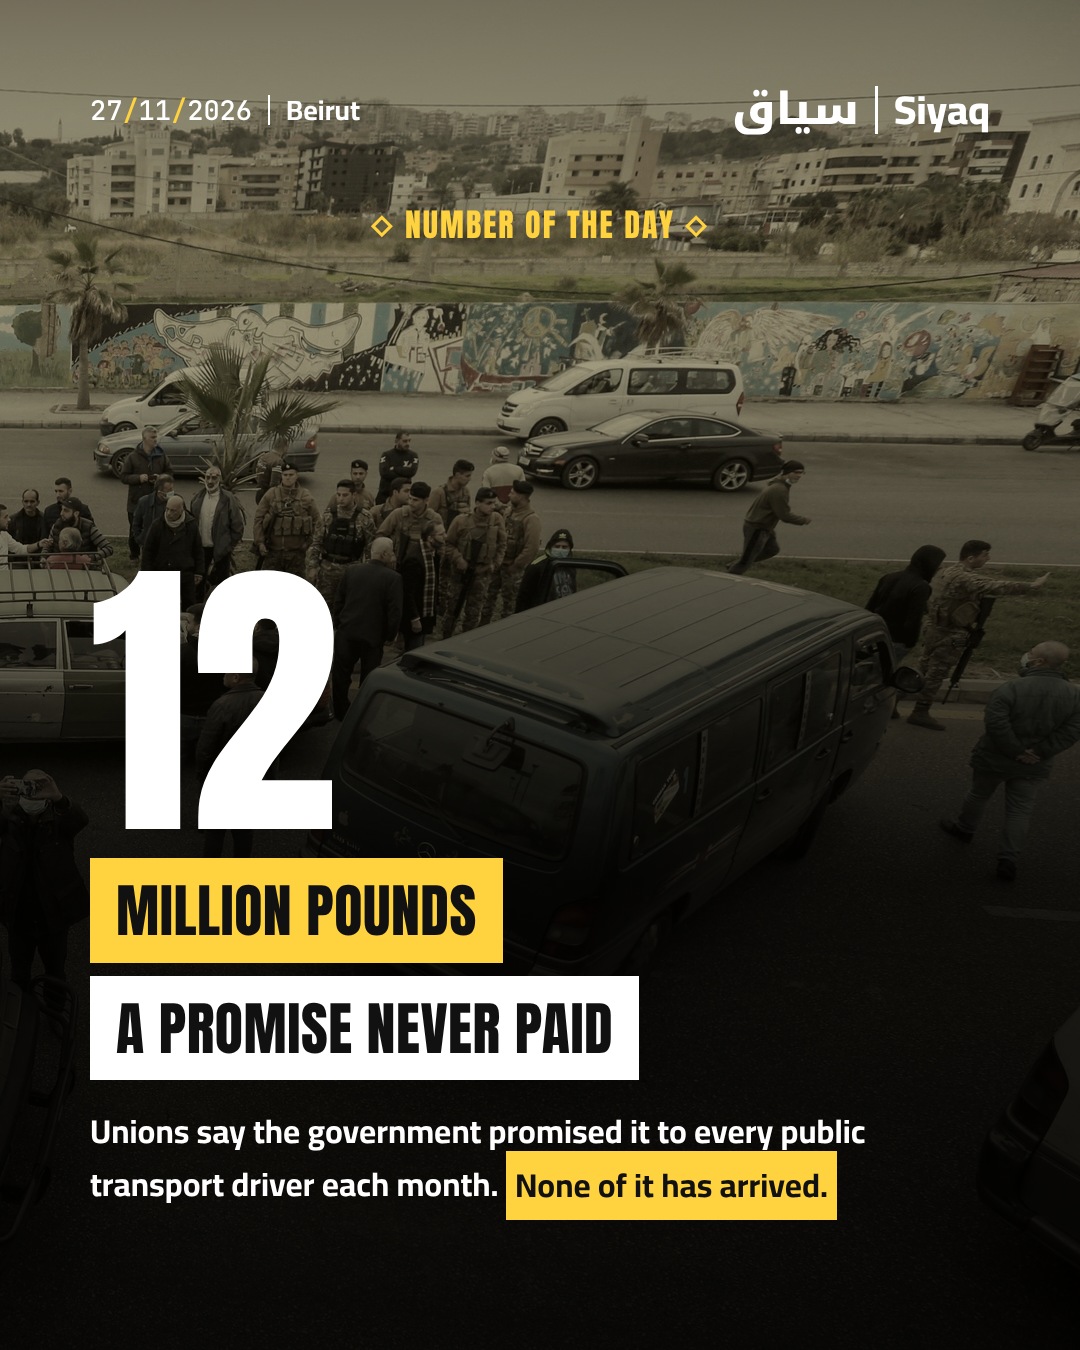 27/11/2026 | Beirut
سياق | Siyaq
NUMBER OF THE DAY
12
MILLION POUNDS
A PROMISE NEVER PAID
Unions say the government promised it to every public
transport driver each month. None of it has arrived.